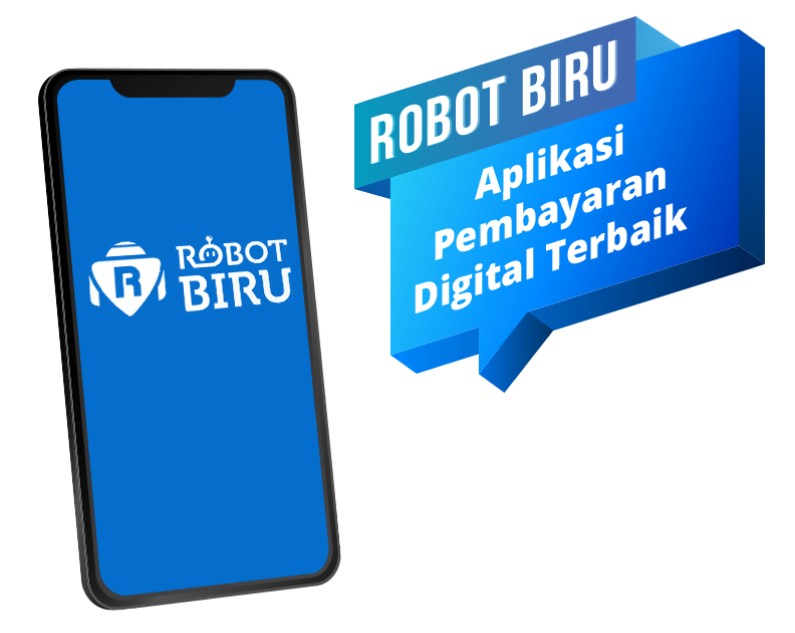 R
ROBOT
BIRU
ROBOT BIRU
Aplikasi
Pembayaran
Digital Terbaik